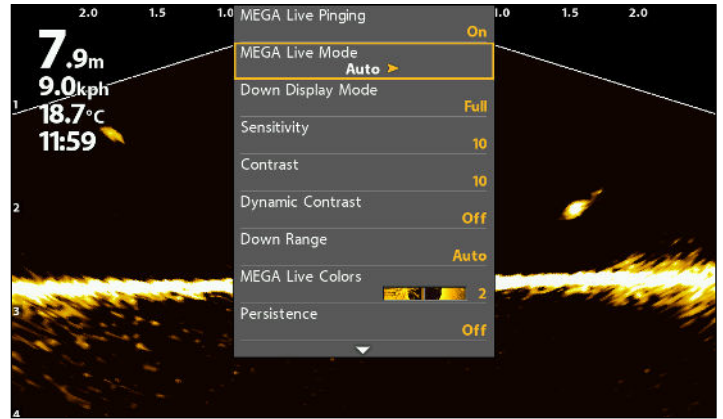 2.0 1.5 1.0 1.0 1.5 2.0
7.9m
9.0kph
18.7°C
11:59
1
2
3
4
MEGA Live Pinging
On
MEGA Live Mode
Auto ➤
Down Display Mode
Full
Sensitivity
10
Contrast
10
Dynamic Contrast
Off
Down Range
Auto
MEGA Live Colors
2
Persistence
Off